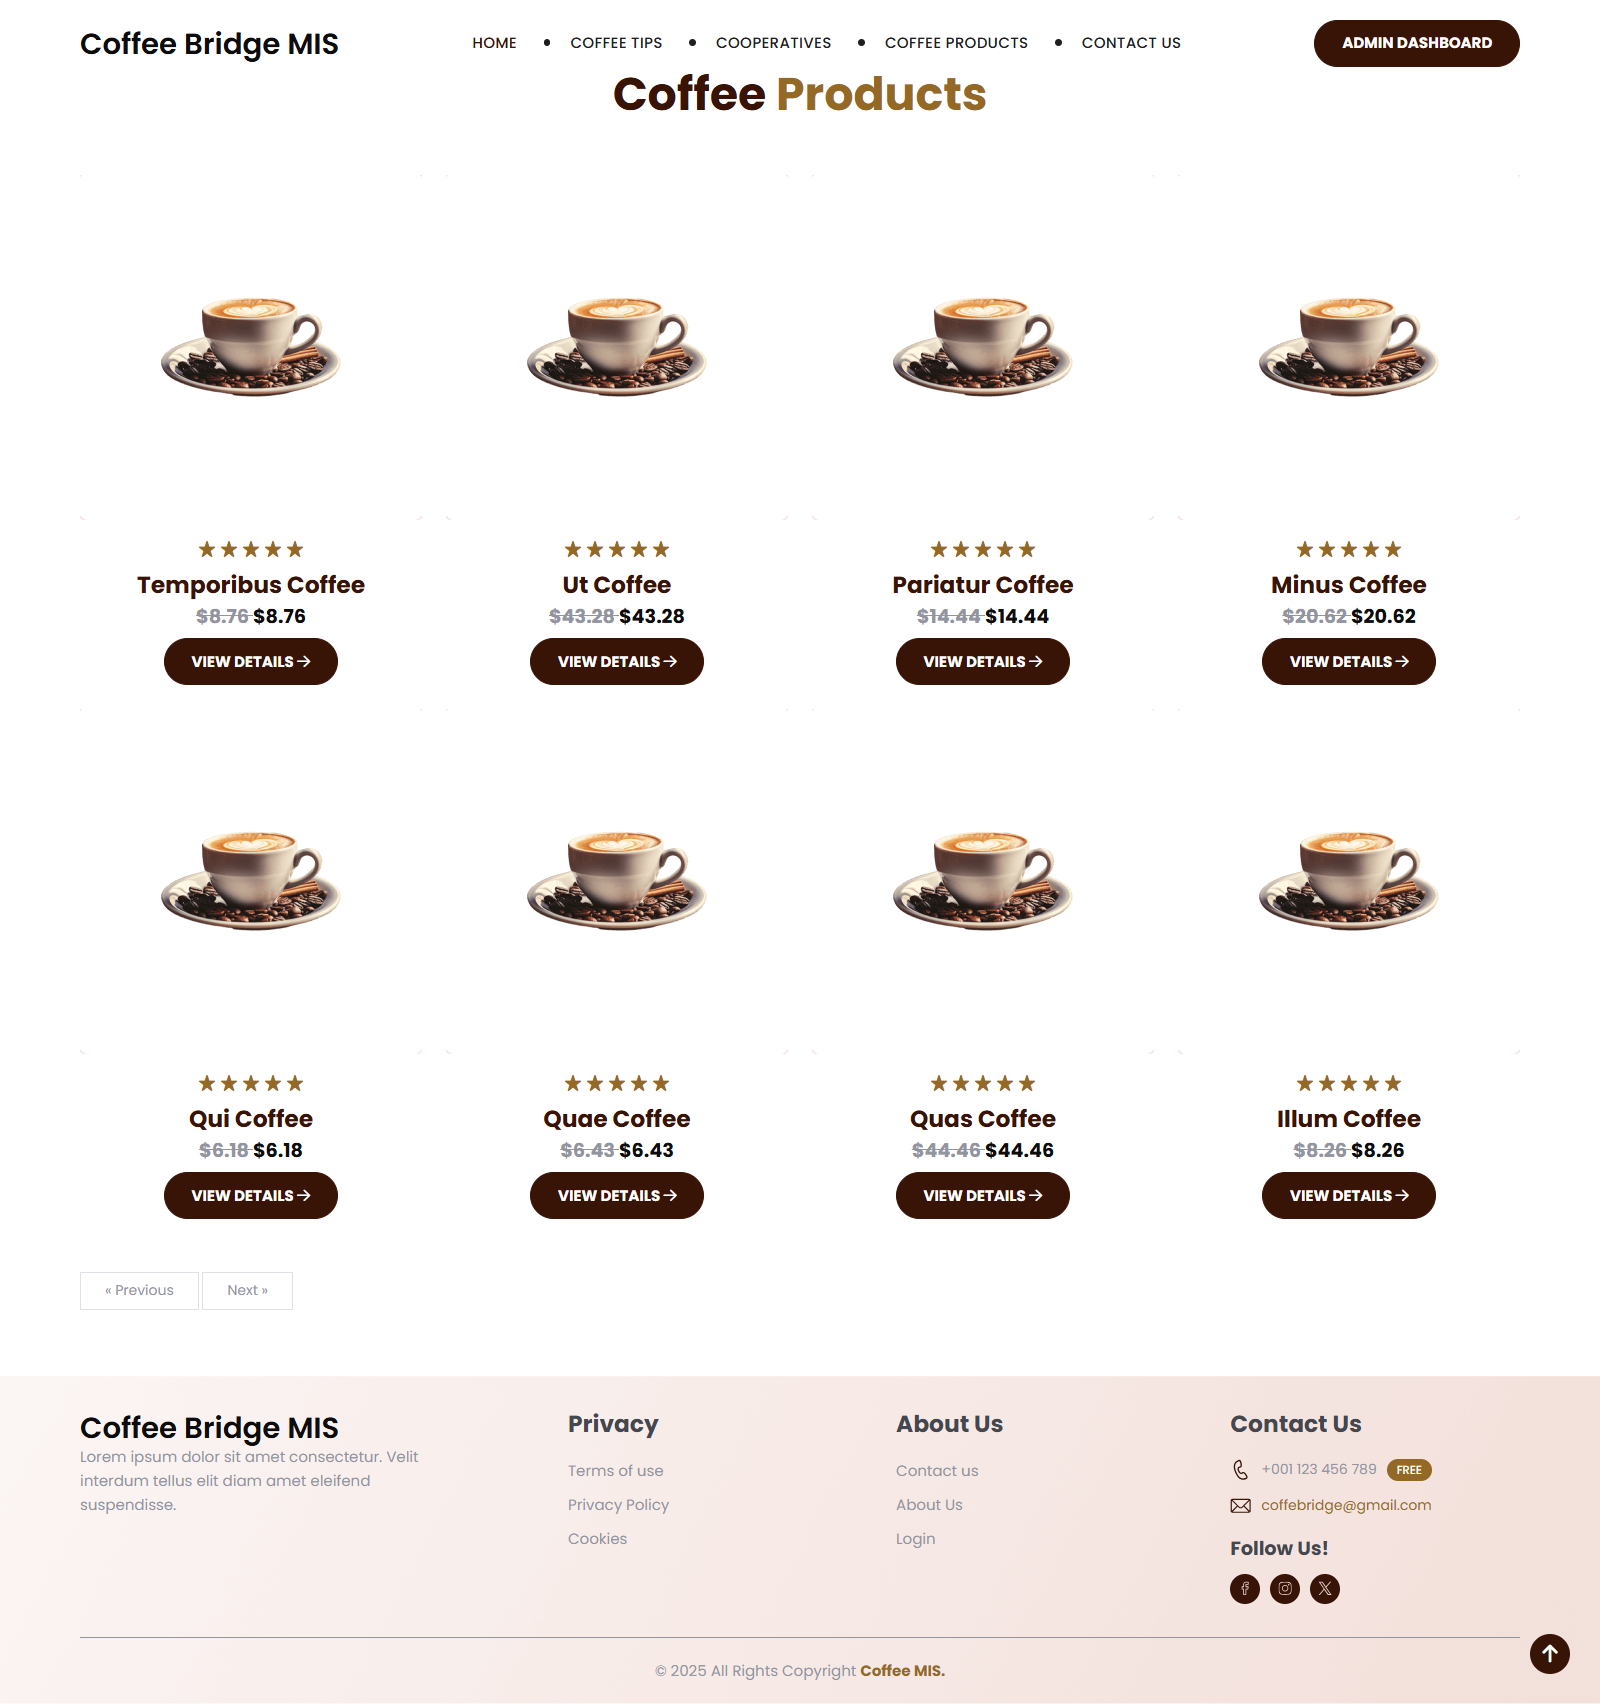 Coffee Bridge MIS
HOME • COFFEE TIPS • COOPERATIVES • COFFEE PRODUCTS • CONTACT US
ADMIN DASHBOARD
Coffee Products
Temporibus Coffee
$8.76 $8.76
VIEW DETAILS →
Ut Coffee
$43.28 $43.28
VIEW DETAILS →
Pariatur Coffee
$14.44 $14.44
VIEW DETAILS →
Minus Coffee
$20.62 $20.62
VIEW DETAILS →
Qui Coffee
$6.18 $6.18
VIEW DETAILS →
Quae Coffee
$6.43 $6.43
VIEW DETAILS →
Quas Coffee
$44.46 $44.46
VIEW DETAILS →
Illum Coffee
$8.26 $8.26
VIEW DETAILS →
« Previous
Next »
Coffee Bridge MIS
Lorem ipsum dolor sit amet consectetur. Velit
interdum tellus elit diam amet eleifend
suspendisse.
Privacy
Terms of use
Privacy Policy
Cookies
About Us
Contact us
About Us
Login
Contact Us
+001 123 456 789 FREE
coffebridge@gmail.com
Follow Us!
© 2025 All Rights Copyright Coffee MIS.